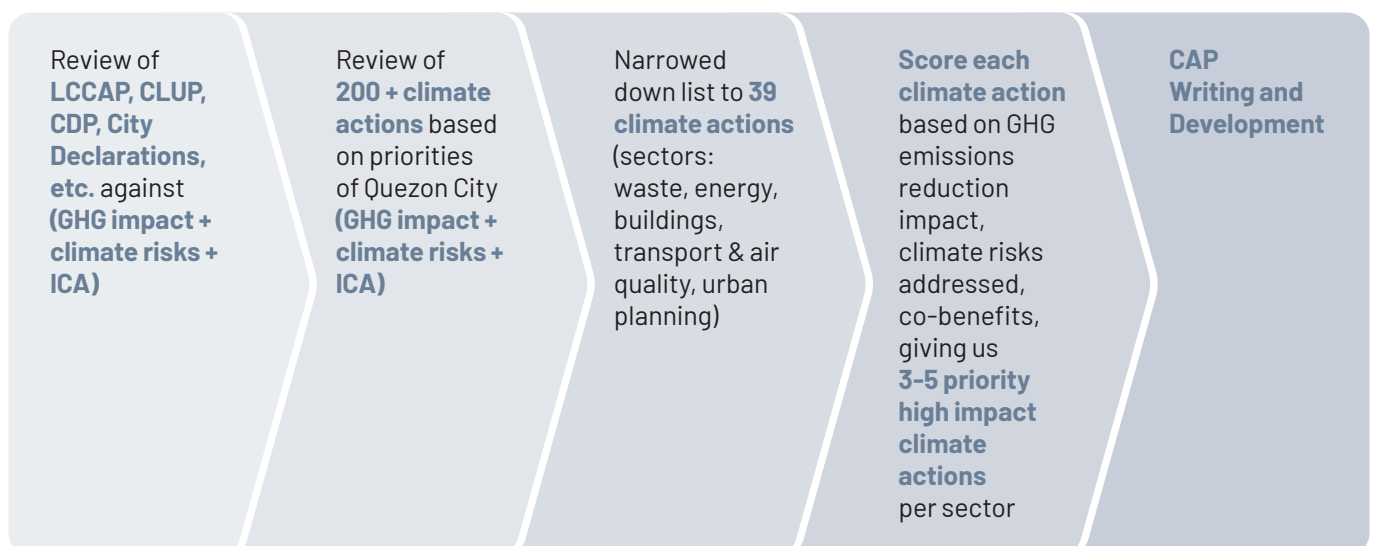 Review of
LCCAP, CLUP,
CDP, City
Declarations,
etc. against
(GHG impact +
climate risks +
ICA)
Review of
200 + climate
actions based
on priorities
of Quezon City
(GHG impact +
climate risks +
ICA)
Narrowed
down list to 39
climate actions
(sectors:
waste, energy,
buildings,
transport & air
quality, urban
planning)
Score each
climate action
based on GHG
emissions
reduction
impact,
climate risks
addressed,
co-benefits,
giving us
3-5 priority
high impact
climate
actions
per sector
CAP
Writing and
Development